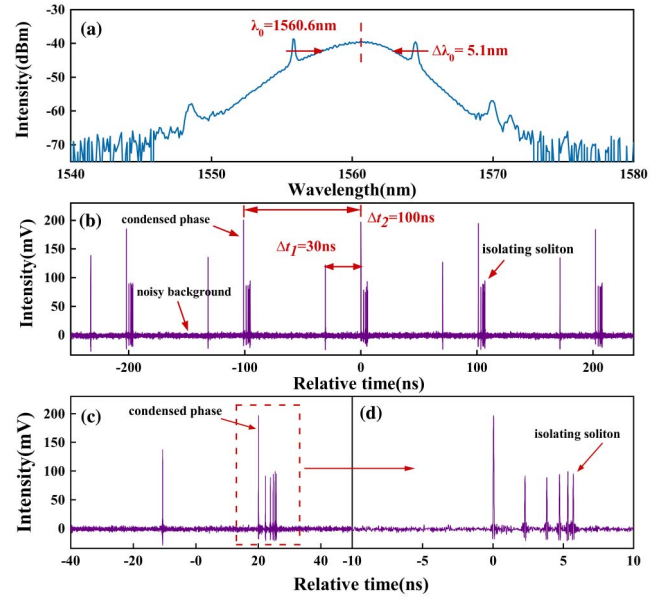 (a)
λ₀=1560.6nm
Δλ₀= 5.1nm
Intensity(dBm)
-30
-40
-50
-60
-70
1540
1550
1560
1570
1580
Wavelength(nm)
(b)
condensed phase
Δt₂=100ns
Δt₁=30ns
isolating soliton
noisy background
Intensity(mV)
200
150
100
50
0
-200
-100
0
100
200
Relative time(ns)
(c)
condensed phase
(d)
isolating soliton
Intensity(mV)
200
150
100
50
0
-40
-20
-0
20
40
-10
-5
0
5
10
Relative time(ns)
Relative time(ns)